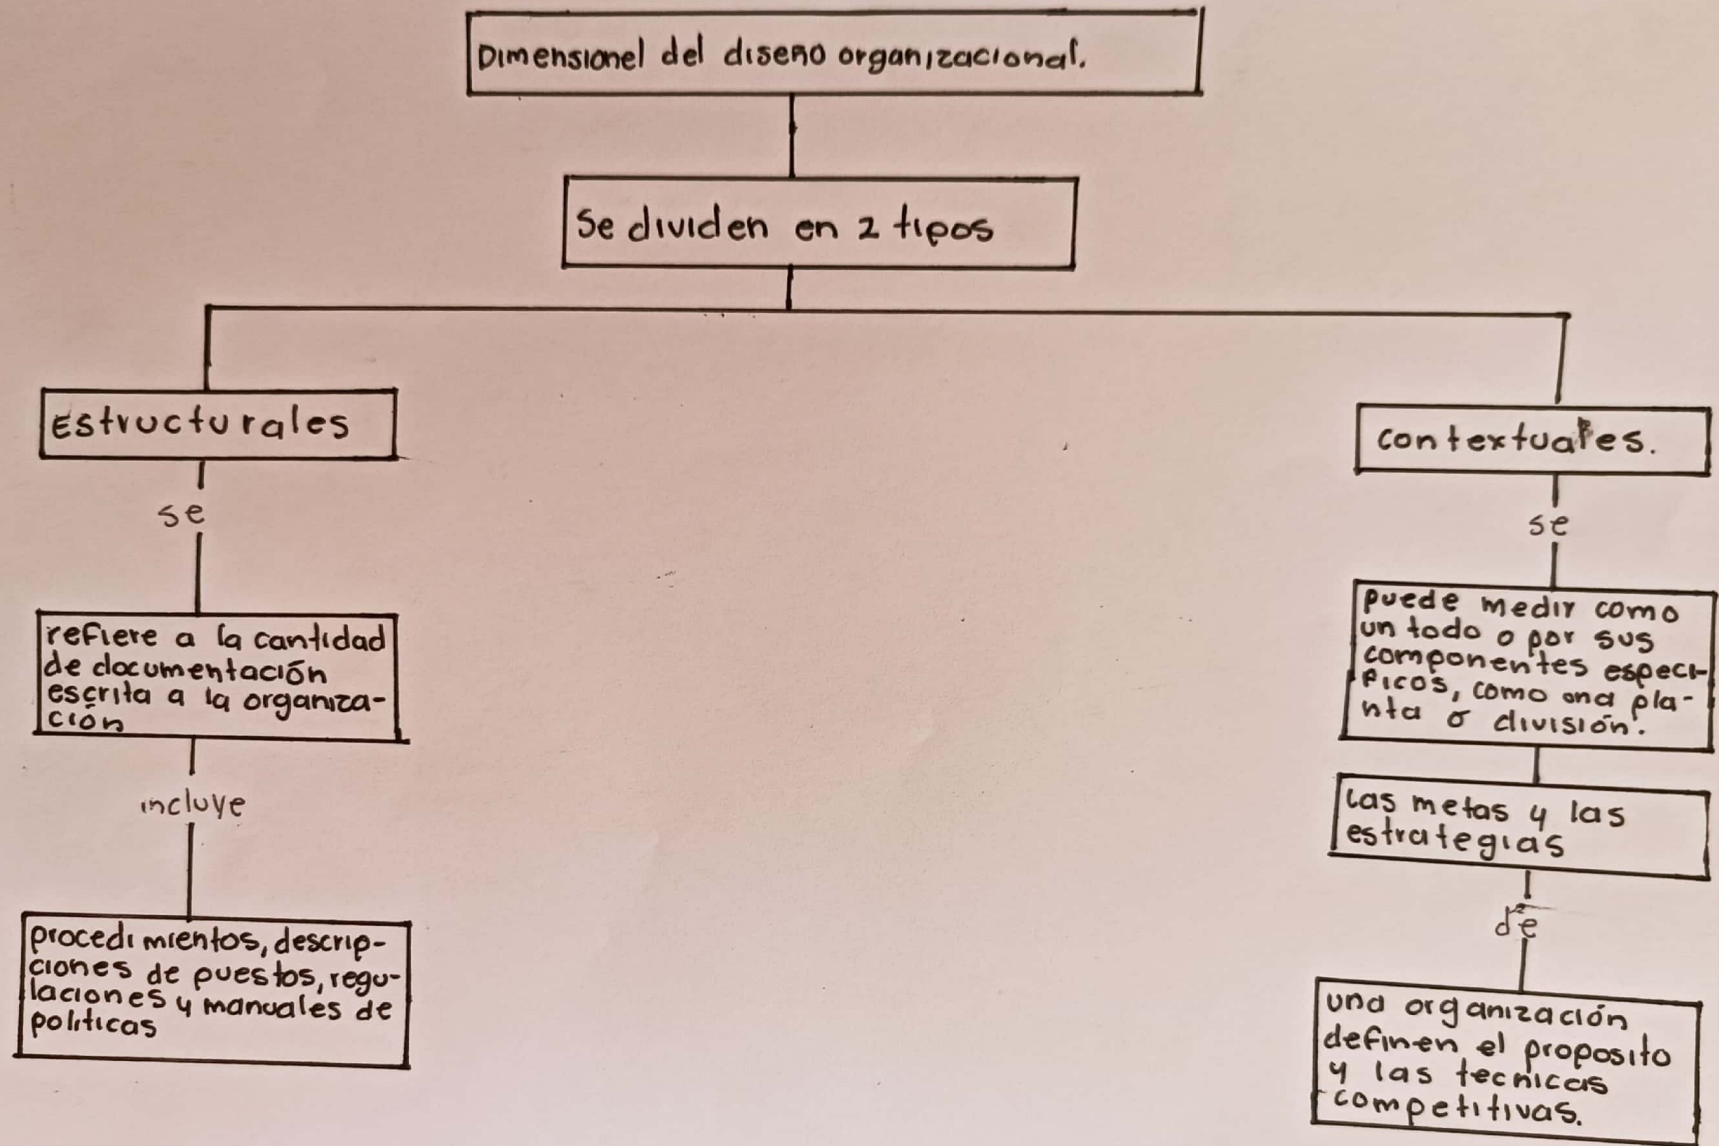 Dimensionel del diseño organizacional.
Se dividen en 2 tipos
Estructurales
se
refiere a la cantidad
de documentación
escrita a la organiza-
ción
incluye
procedimientos, descrip-
ciones de puestos, regu-
laciones y manuales de
politicas
contextuales.
se
puede medir como
un todo o por sus
componentes especi-
ficos, como una pla-
nta o división.
Las metas y las
estrategias
de
una organización
definen el proposito
y las tecnicas
competitivas.